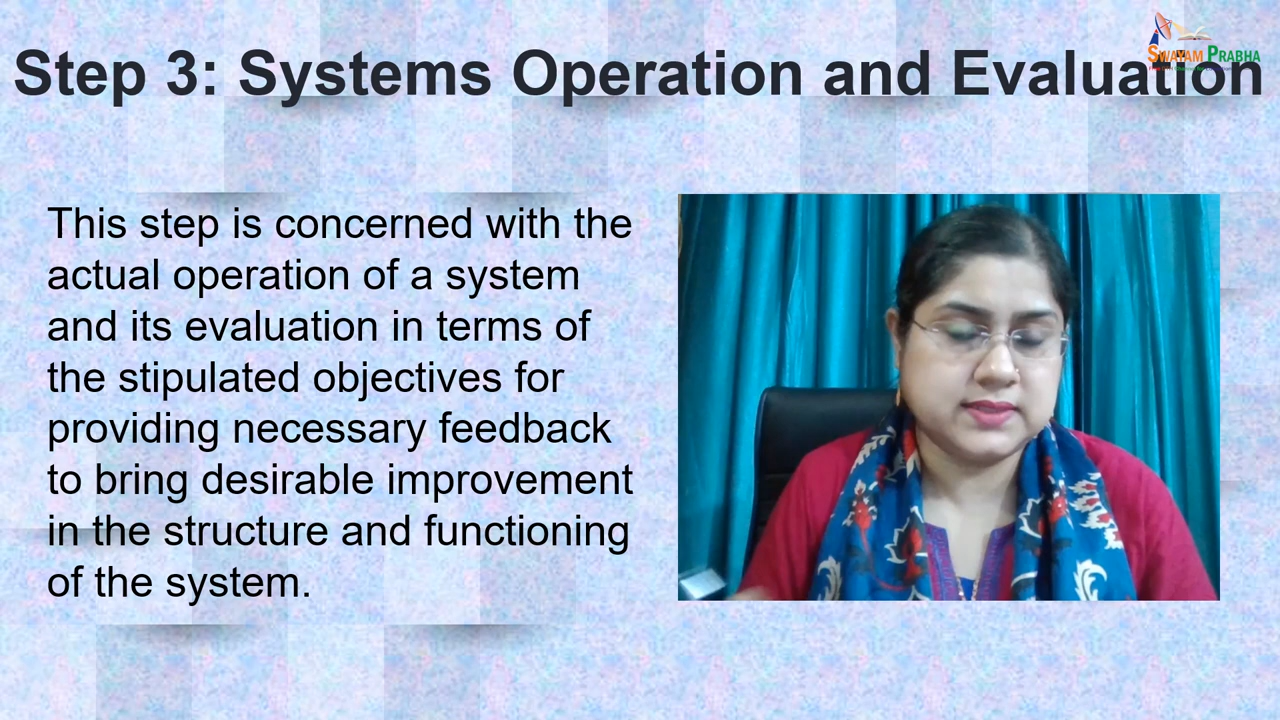 Step 3: Systems Operation and Evaluation
SWAYAM PRABHA
This step is concerned with the
actual operation of a system
and its evaluation in terms of
the stipulated objectives for
providing necessary feedback
to bring desirable improvement
in the structure and functioning
of the system.